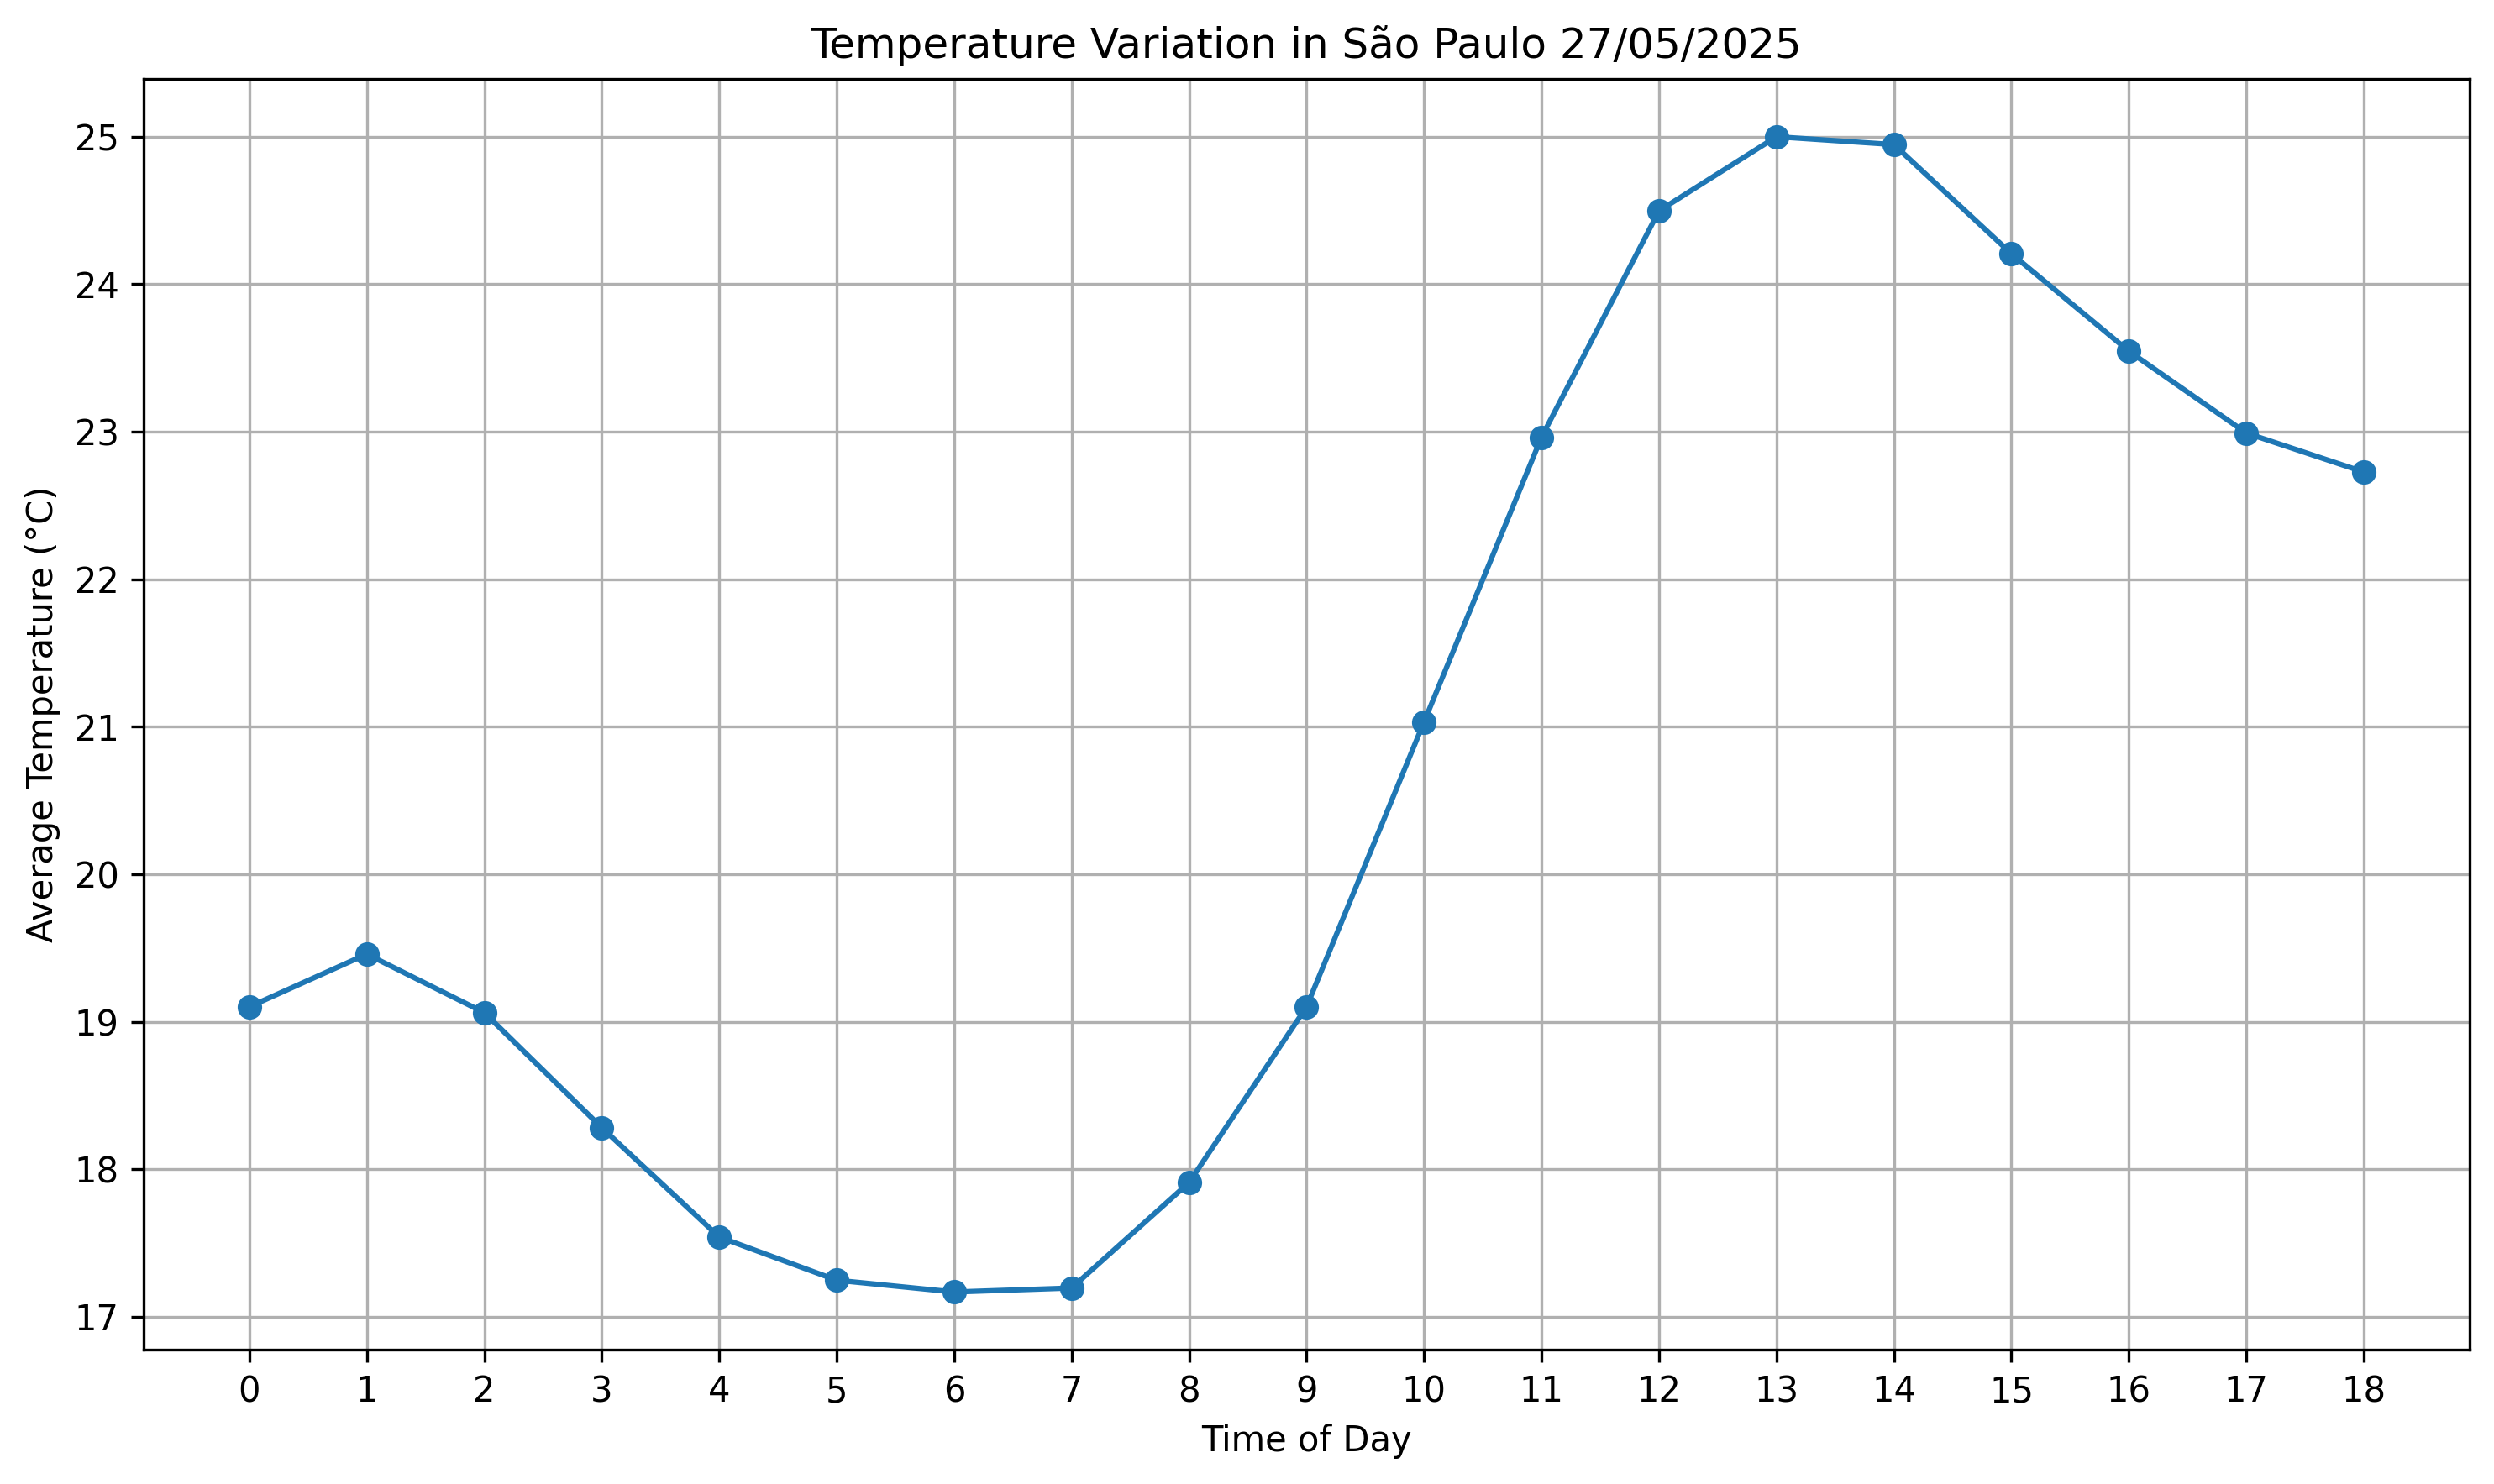 Temperature Variation in São Paulo 27/05/2025
Average Temperature (°C)
25
24
23
22
21
20
19
18
17
0 1 2 3 4 5 6 7 8 9 10 11 12 13 14 15 16 17 18
Time of Day